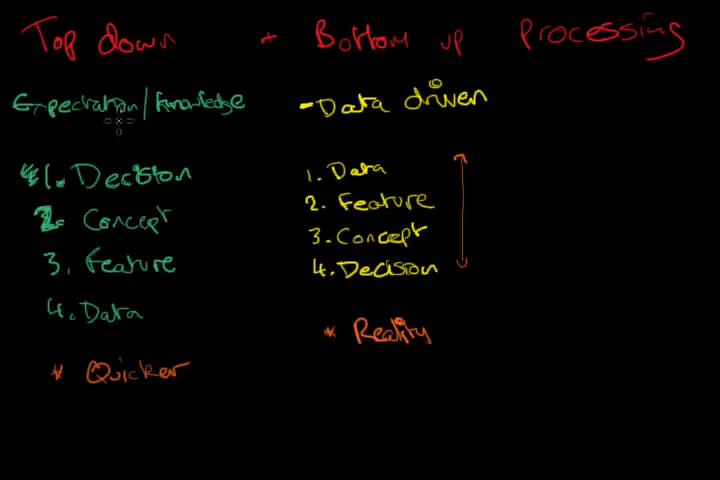 Top down + Bottom up processing
Expectation/knowledge
1. Decision
2. Concept
3. Feature
4. Data
* Quicker
- Data driven
1. Data
2. Feature
3. Concept
4. Decision
* Reality